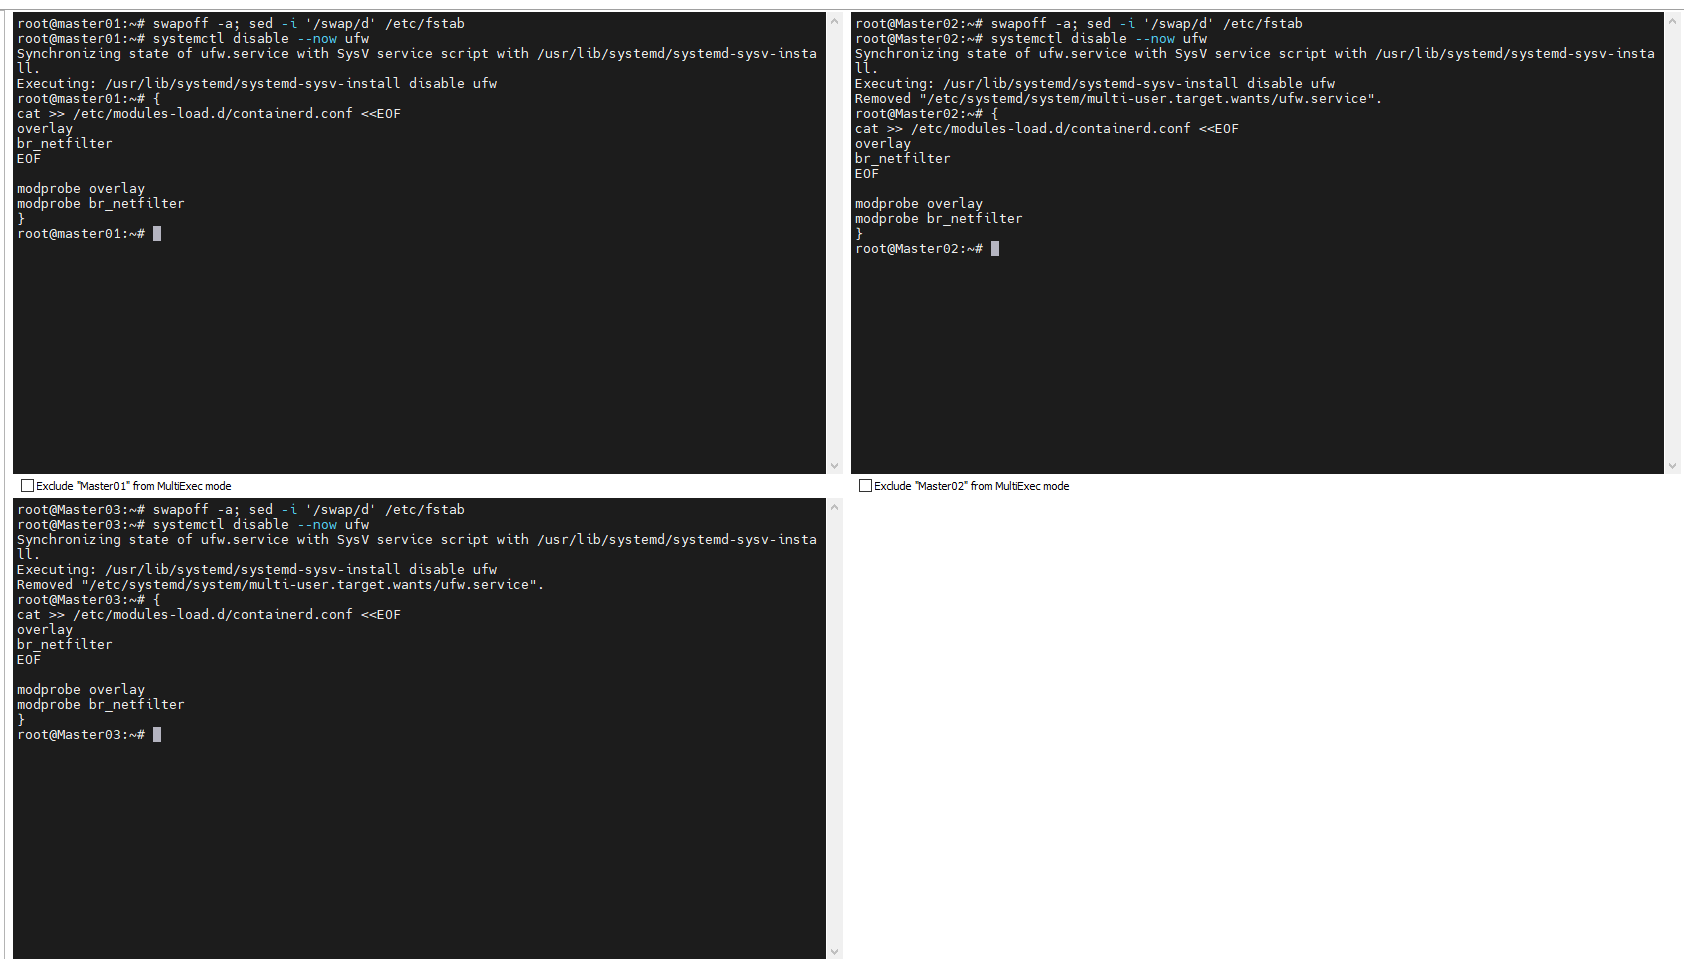 root@master01:~# swapoff -a; sed -i '/swap/d' /etc/fstab
root@master01:~# systemctl disable --now ufw
Synchronizing state of ufw.service with SysV service script with /usr/lib/systemd/systemd-sysv-insta
ll.
Executing: /usr/lib/systemd/systemd-sysv-install disable ufw
root@master01:~# {
cat >> /etc/modules-load.d/containerd.conf <<EOF
overlay
br_netfilter
EOF

modprobe overlay
modprobe br_netfilter
}
root@master01:~#
Exclude "Master01" from MultiExec mode
root@Master02:~# swapoff -a; sed -i '/swap/d' /etc/fstab
root@Master02:~# systemctl disable --now ufw
Synchronizing state of ufw.service with SysV service script with /usr/lib/systemd/systemd-sysv-insta
ll.
Executing: /usr/lib/systemd/systemd-sysv-install disable ufw
Removed "/etc/systemd/system/multi-user.target.wants/ufw.service".
root@Master02:~# {
cat >> /etc/modules-load.d/containerd.conf <<EOF
overlay
br_netfilter
EOF

modprobe overlay
modprobe br_netfilter
}
root@Master02:~#
Exclude "Master02" from MultiExec mode
root@Master03:~# swapoff -a; sed -i '/swap/d' /etc/fstab
root@Master03:~# systemctl disable --now ufw
Synchronizing state of ufw.service with SysV service script with /usr/lib/systemd/systemd-sysv-insta
ll.
Executing: /usr/lib/systemd/systemd-sysv-install disable ufw
Removed "/etc/systemd/system/multi-user.target.wants/ufw.service".
root@Master03:~# {
cat >> /etc/modules-load.d/containerd.conf <<EOF
overlay
br_netfilter
EOF

modprobe overlay
modprobe br_netfilter
}
root@Master03:~#